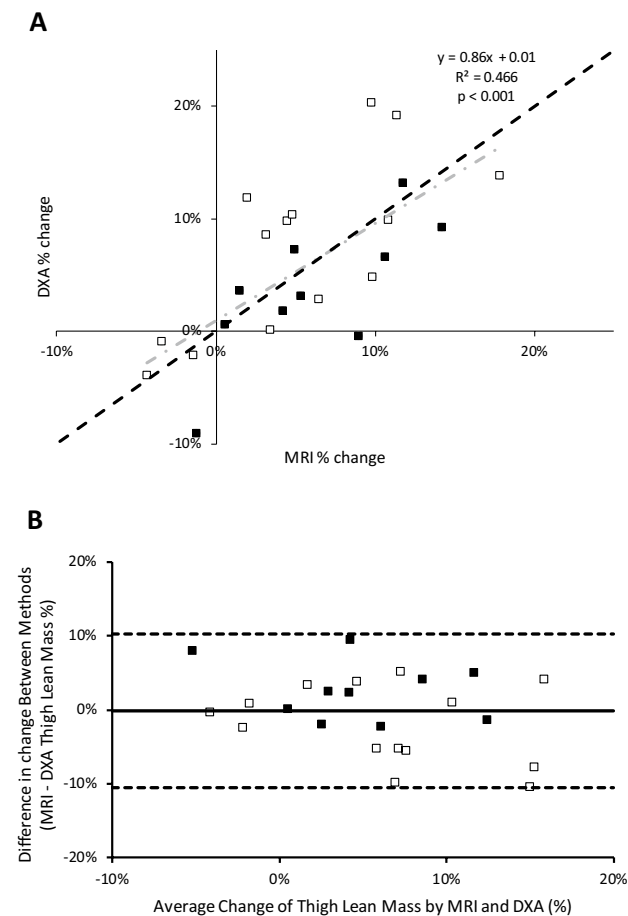 A
y = 0.86x + 0.01
R² = 0.466
p < 0.001
20%
10%
0%
-10%
DXA % change
-10%
0%
10%
20%
MRI % change
B
20%
10%
0%
-10%
-20%
Difference in change Between Methods
(MRI - DXA Thigh Lean Mass %)
-10%
0%
10%
20%
Average Change of Thigh Lean Mass by MRI and DXA (%)